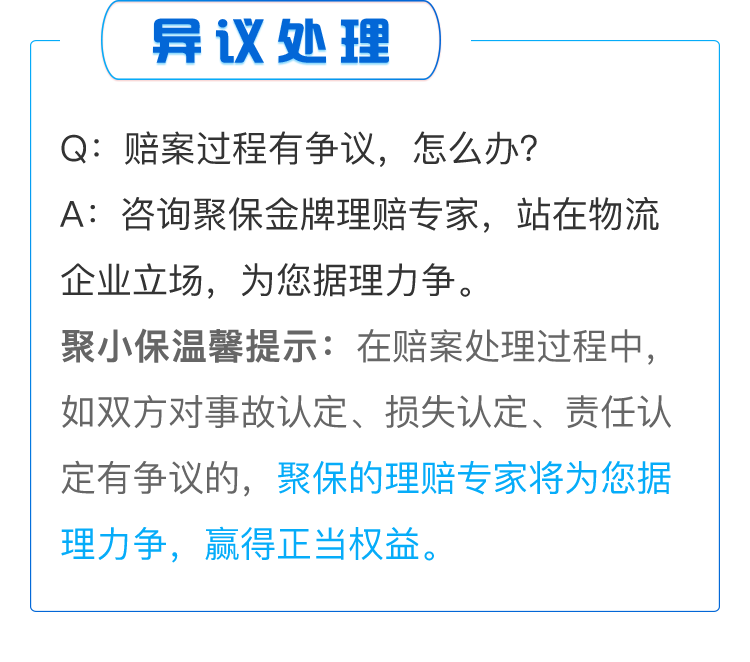 异议处理
Q：赔案过程有争议，怎么办？
A：咨询聚保金牌理赔专家，站在物流
企业立场，为您据理力争。
聚小保温馨提示：在赔案处理过程中，
如双方对事故认定、损失认定、责任认
定有争议的，聚保的理赔专家将为您据
理力争，赢得正当权益。